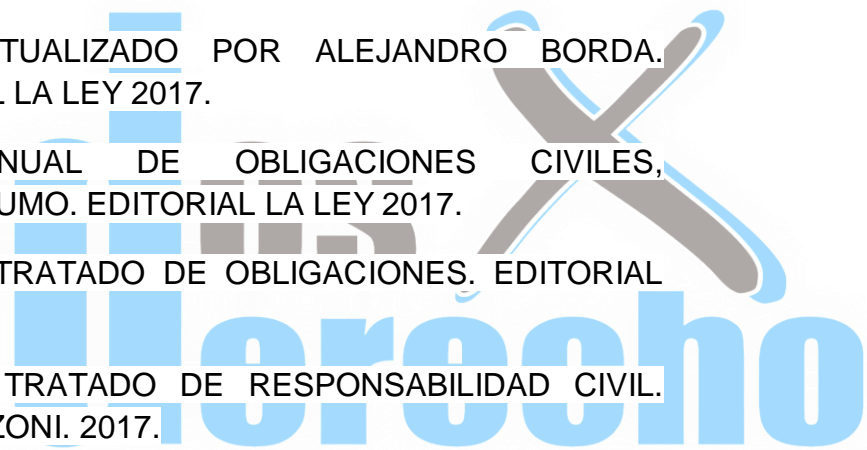 TUALIZADO POR ALEJANDRO BORDA.
L LA LEY 2017.
NUAL DE OBLIGACIONES CIVILES,
UMO. EDITORIAL LA LEY 2017.
TRATADO DE OBLIGACIONES. EDITORIAL
TRATADO DE RESPONSABILIDAD CIVIL.
ZONI. 2017.
erecho